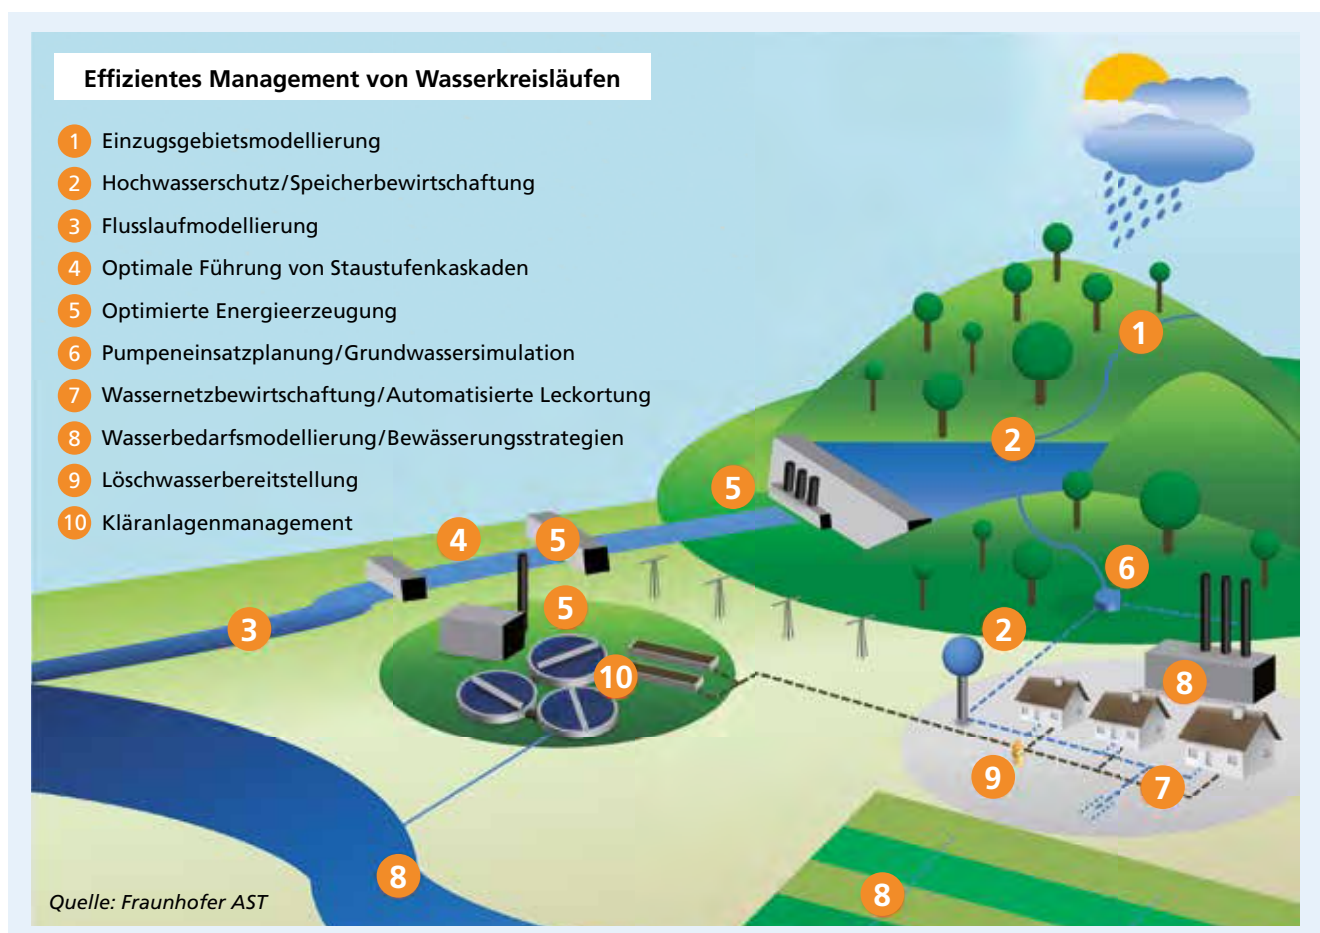 Effizientes Management von Wasserkreisläufen
1 Einzugsgebietsmodellierung
2 Hochwasserschutz/Speicherbewirtschaftung
3 Flusslaufmodellierung
4 Optimale Führung von Staustufenkaskaden
5 Optimierte Energieerzeugung
6 Pumpeneinsatzplanung/Grundwassersimulation
7 Wassernetzbewirtschaftung/Automatisierte Leckortung
8 Wasserbedarfsmodellierung/Bewässerungsstrategien
9 Löschwasserbereitstellung
10 Kläranlagenmanagement
1
2
5
4
5
6
5
3
2
10
8
9
7
8
8
Quelle: Fraunhofer AST